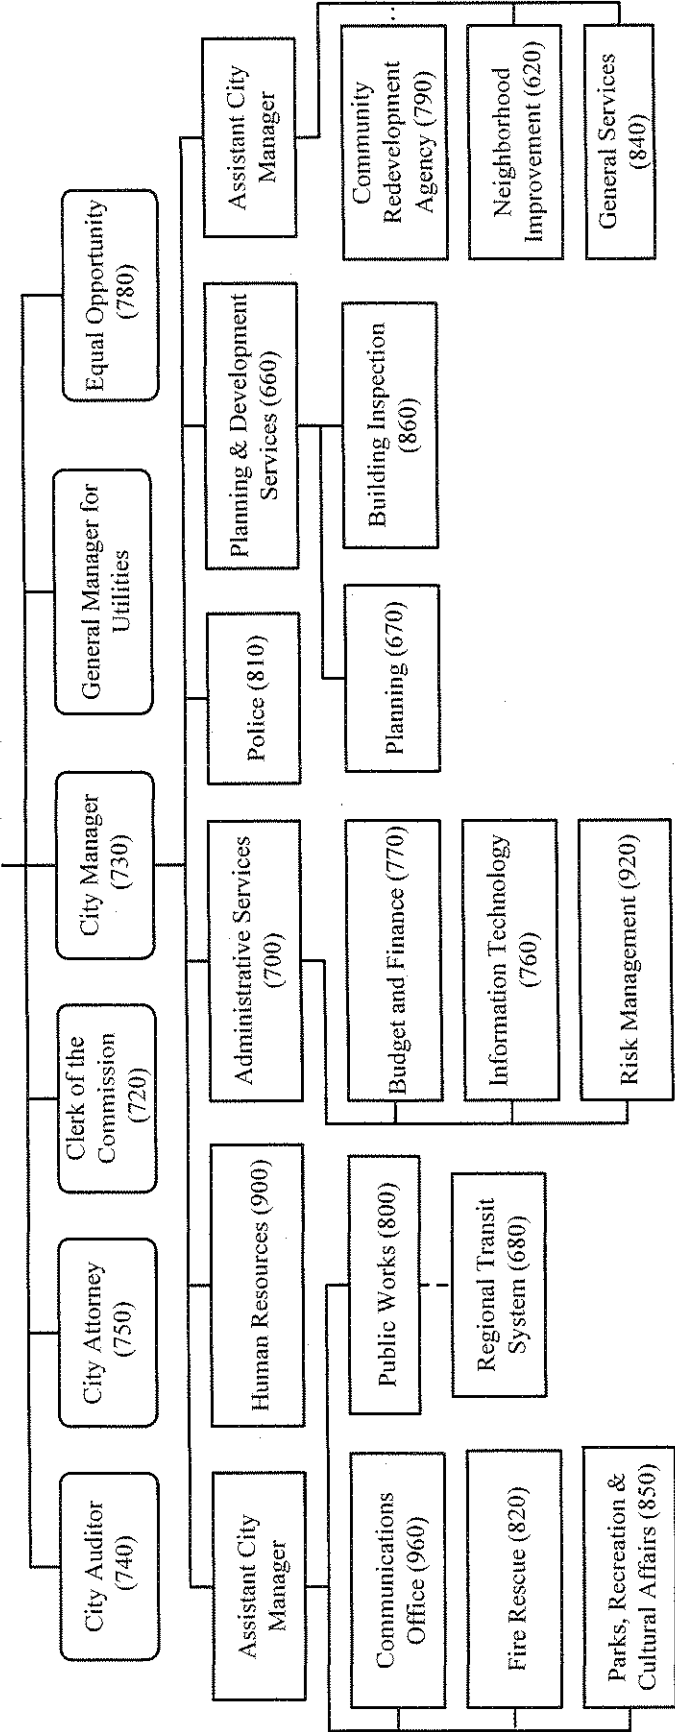 City Auditor
(740)
City Attorney
(750)
Clerk of the
Commission
(720)
City Manager
(730)
General Manager for
Utilities
Equal Opportunity
(780)
Assistant City
Manager
Human Resources (900)
Administrative Services
(700)
Police (810)
Planning & Development
Services (660)
Assistant City
Manager
Communications
Office (960)
Fire Rescue (820)
Parks, Recreation &
Cultural Affairs (850)
Public Works (800)
Regional Transit
System (680)
Budget and Finance (770)
Information Technology
(760)
Risk Management (920)
Planning (670)
Building Inspection
(860)
Community
Redevelopment
Agency (790)
Neighborhood
Improvement (620)
General Services
(840)